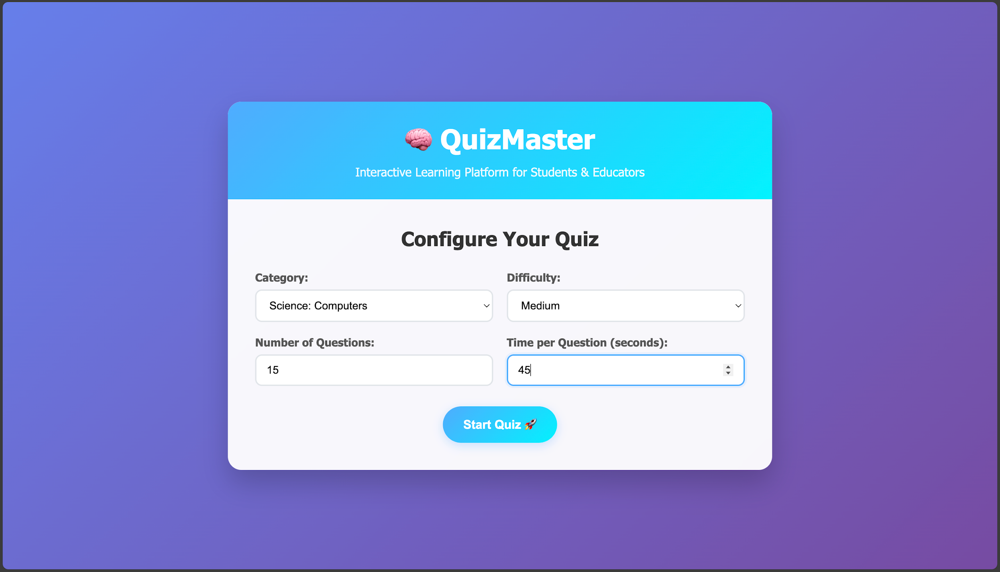 🧠 QuizMaster
Interactive Learning Platform for Students & Educators
Configure Your Quiz
Category:
Science: Computers
Difficulty:
Medium
Number of Questions:
15
Time per Question (seconds):
45
Start Quiz 🚀